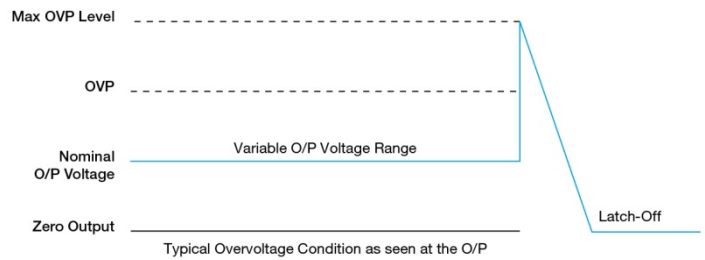 Max OVP Level
OVP
Variable O/P Voltage Range
Nominal
O/P Voltage
Latch-Off
Zero Output
Typical Overvoltage Condition as seen at the O/P